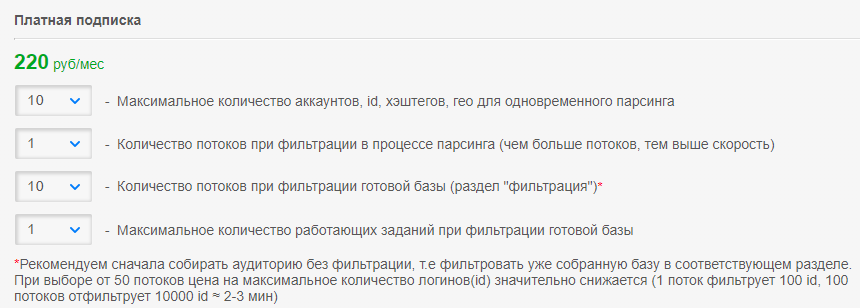 Платная подписка
220 руб/мес
10 - Максимальное количество аккаунтов, id, хэштегов, гео для одновременного парсинга
1 - Количество потоков при фильтрации в процессе парсинга (чем больше потоков, тем выше скорость)
10 - Количество потоков при фильтрации готовой базы (раздел "фильтрация")*
1 - Максимальное количество работающих заданий при фильтрации готовой базы
*Рекомендуем сначала собирать аудиторию без фильтрации, т.е фильтровать уже собранную базу в соответствующем разделе.
При выборе от 50 потоков цена на максимальное количество логинов(id) значительно снижается (1 поток фильтрует 100 id, 100
потоков отфильтрует 10000 id ≈ 2-3 мин)